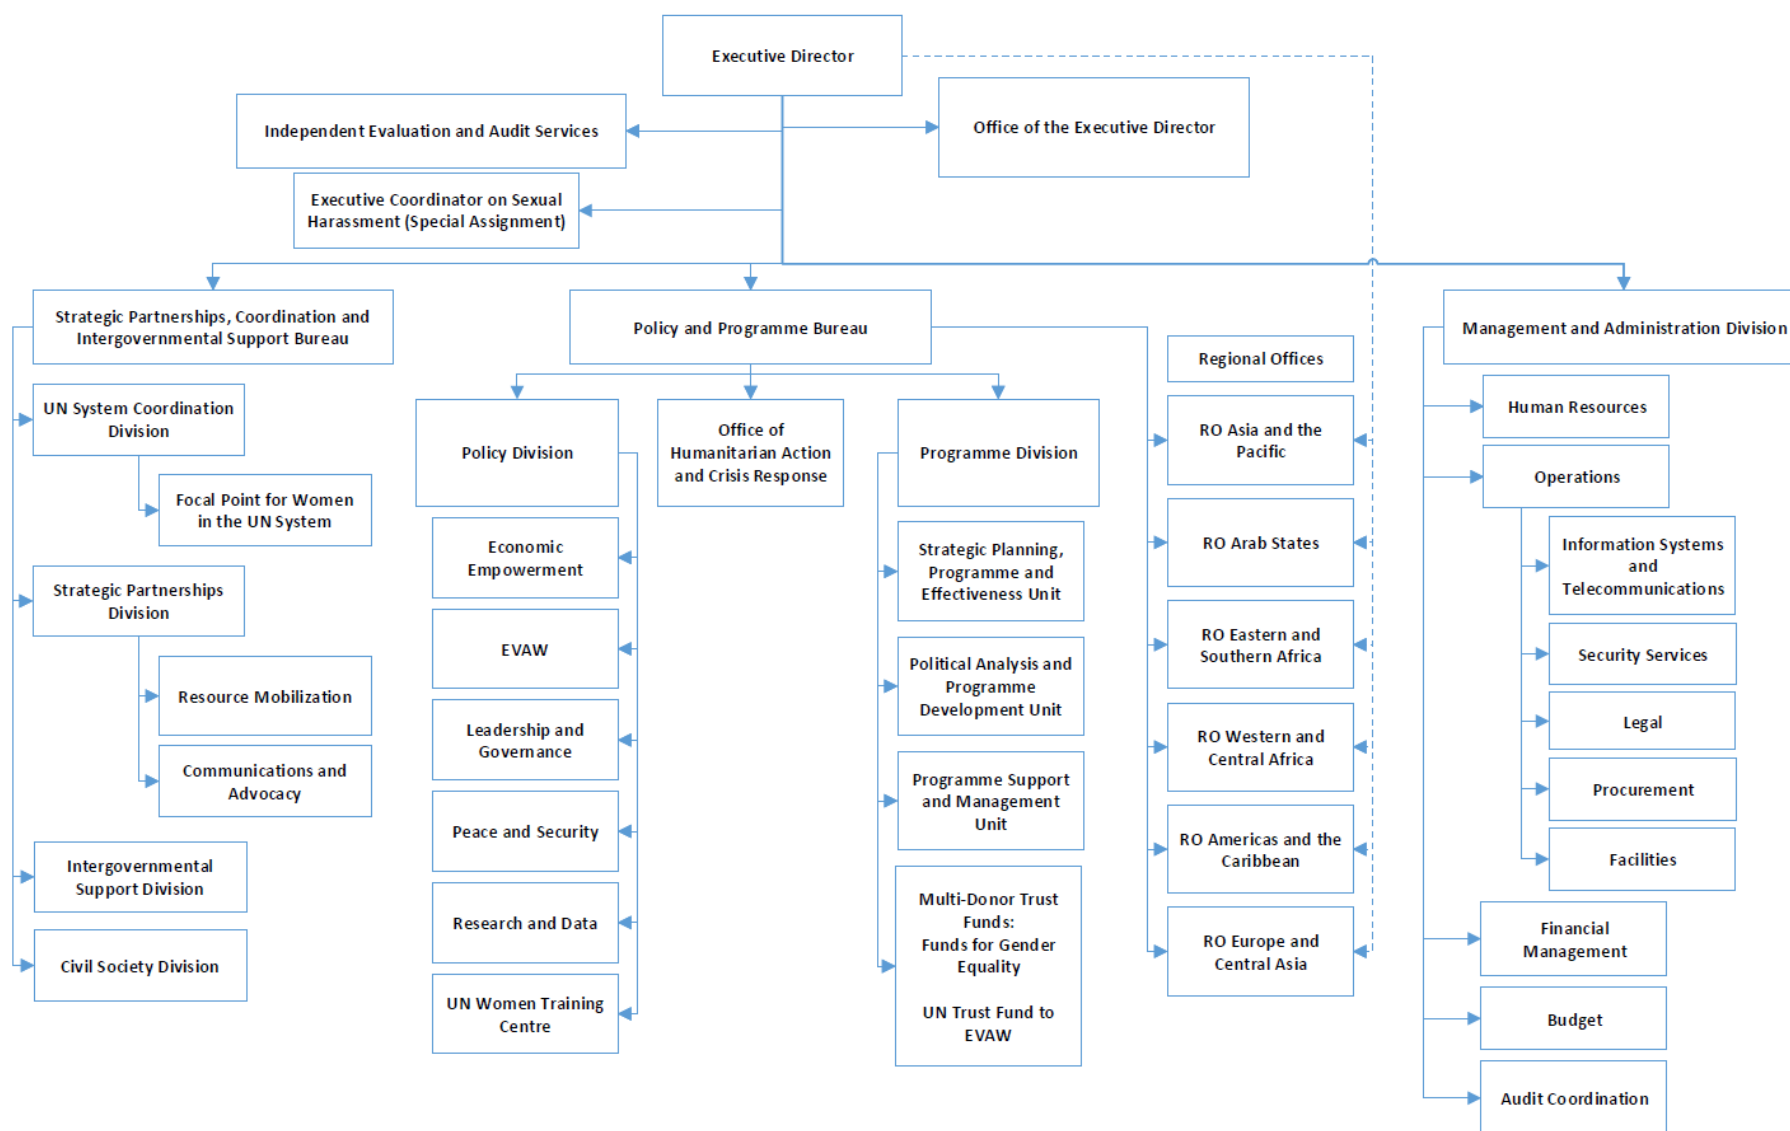 Executive Director
Independent Evaluation and Audit Services
Office of the Executive Director
Executive Coordinator on Sexual
Harassment (Special Assignment)
Strategic Partnerships, Coordination and
Intergovernmental Support Bureau
UN System Coordination
Division
Focal Point for Women
in the UN System
Strategic Partnerships
Division
Resource Mobilization
Communications and
Advocacy
Intergovernmental
Support Division
Civil Society Division
Policy and Programme Bureau
Policy Division
Economic
Empowerment
EVAW
Leadership and
Governance
Peace and Security
Research and Data
UN Women Training
Centre
Office of
Humanitarian Action
and Crisis Response
Programme Division
Strategic Planning,
Programme and
Effectiveness Unit
Political Analysis and
Programme
Development Unit
Programme Support
and Management
Unit
Multi-Donor Trust
Funds:
Funds for Gender
Equality
UN Trust Fund to
EVAW
Regional Offices
RO Asia and the
Pacific
RO Arab States
RO Eastern and
Southern Africa
RO Western and
Central Africa
RO Americas and the
Caribbean
RO Europe and
Central Asia
Management and Administration Division
Human Resources
Operations
Information Systems
and
Telecommunications
Security Services
Legal
Procurement
Facilities
Financial
Management
Budget
Audit Coordination